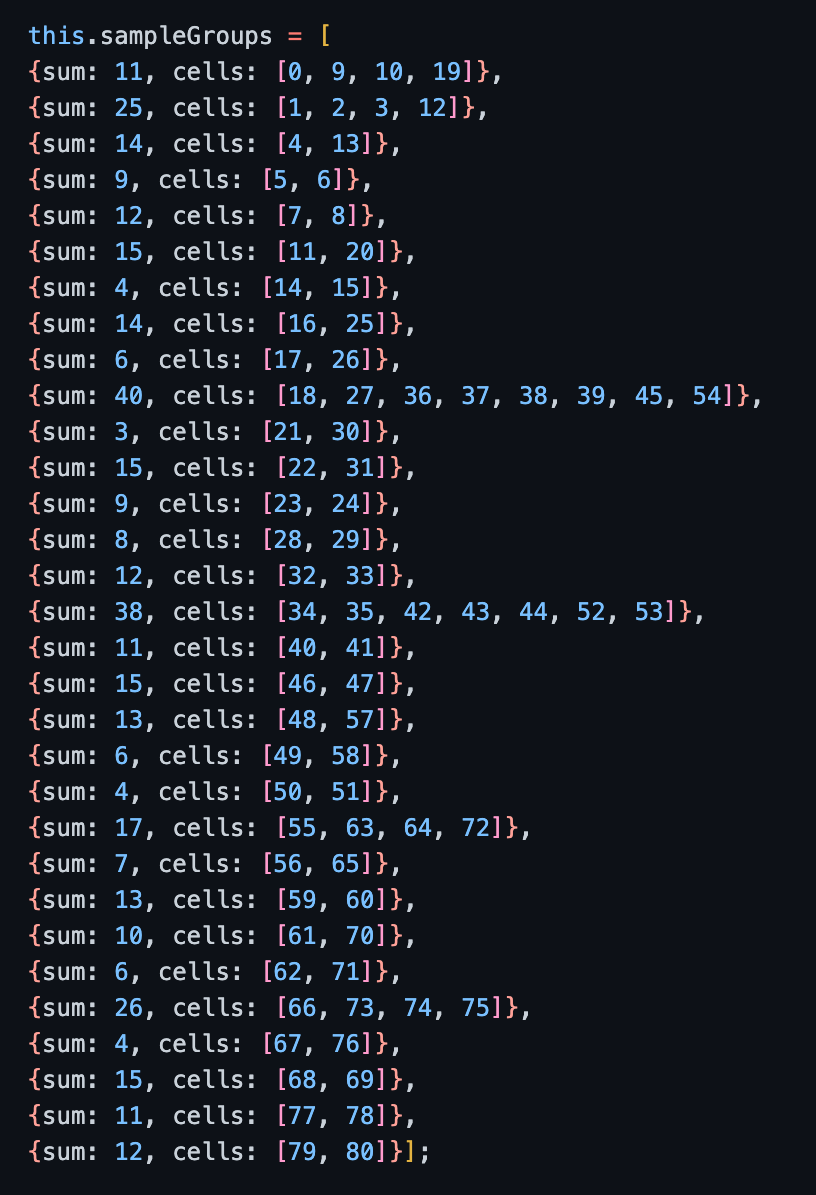 this.sampleGroups = [
{sum: 11, cells: [0, 9, 10, 19]},
{sum: 25, cells: [1, 2, 3, 12]},
{sum: 14, cells: [4, 13]},
{sum: 9, cells: [5, 6]},
{sum: 12, cells: [7, 8]},
{sum: 15, cells: [11, 20]},
{sum: 4, cells: [14, 15]},
{sum: 14, cells: [16, 25]},
{sum: 6, cells: [17, 26]},
{sum: 40, cells: [18, 27, 36, 37, 38, 39, 45, 54]},
{sum: 3, cells: [21, 30]},
{sum: 15, cells: [22, 31]},
{sum: 9, cells: [23, 24]},
{sum: 8, cells: [28, 29]},
{sum: 12, cells: [32, 33]},
{sum: 38, cells: [34, 35, 42, 43, 44, 52, 53]},
{sum: 11, cells: [40, 41]},
{sum: 15, cells: [46, 47]},
{sum: 13, cells: [48, 57]},
{sum: 6, cells: [49, 58]},
{sum: 4, cells: [50, 51]},
{sum: 17, cells: [55, 63, 64, 72]},
{sum: 7, cells: [56, 65]},
{sum: 13, cells: [59, 60]},
{sum: 10, cells: [61, 70]},
{sum: 6, cells: [62, 71]},
{sum: 26, cells: [66, 73, 74, 75]},
{sum: 4, cells: [67, 76]},
{sum: 15, cells: [68, 69]},
{sum: 11, cells: [77, 78]},
{sum: 12, cells: [79, 80]}];